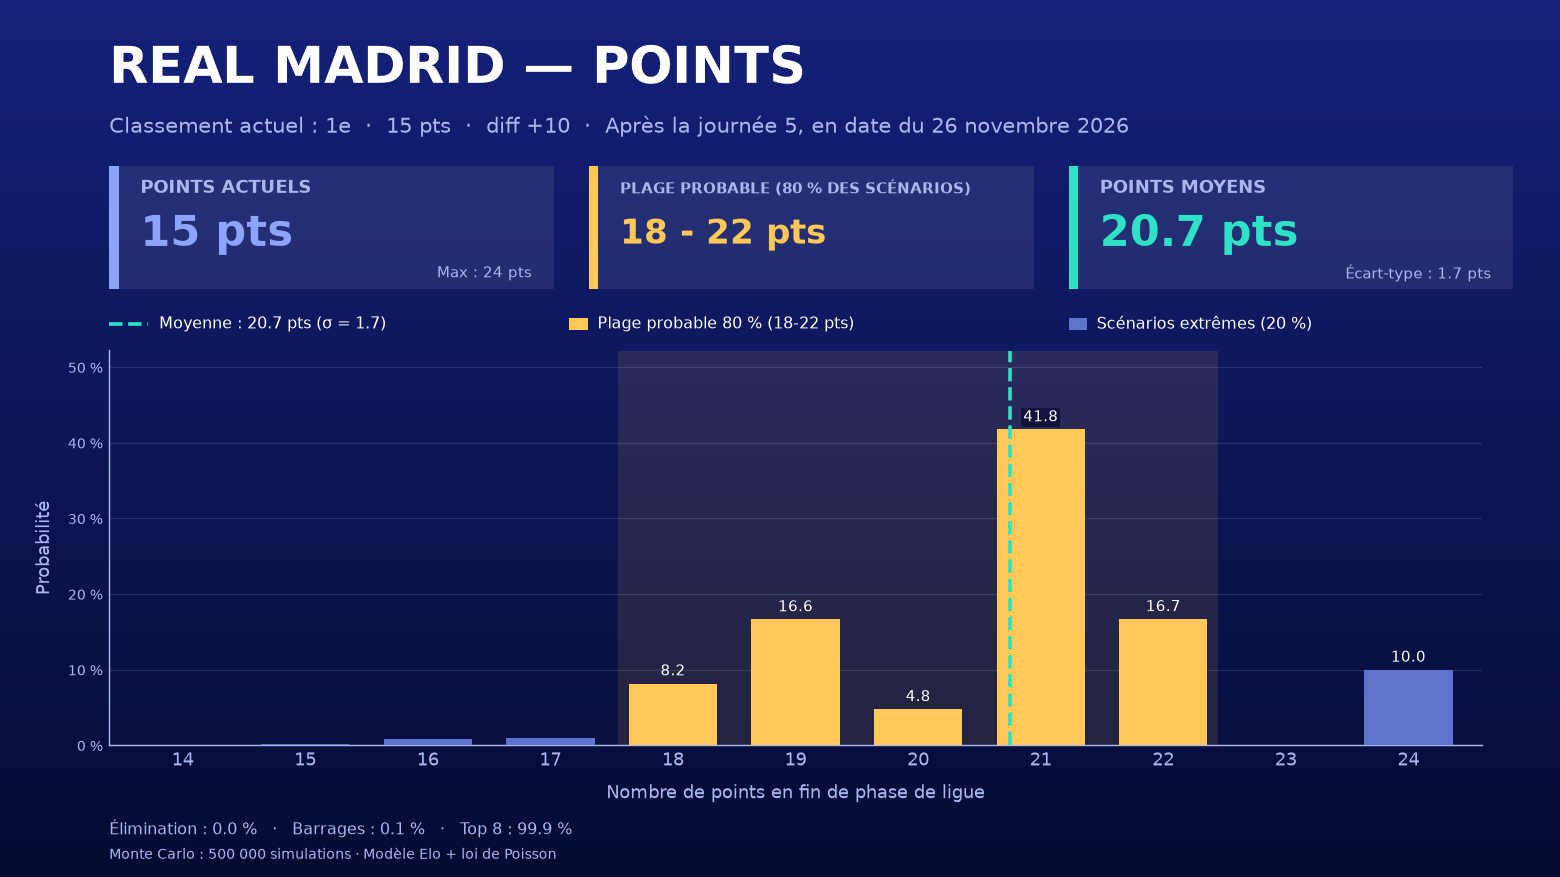 REAL MADRID — POINTS
Classement actuel : 1e · 15 pts · diff +10 · Après la journée 5, en date du 26 novembre 2026
POINTS ACTUELS
15 pts
Max : 24 pts
PLAGE PROBABLE (80 % DES SCÉNARIOS)
18 - 22 pts
POINTS MOYENS
20.7 pts
Écart-type : 1.7 pts
Moyenne : 20.7 pts (σ = 1.7)
Plage probable 80 % (18-22 pts)
Scénarios extrêmes (20 %)
Probabilité
50 %
40 %
30 %
20 %
10 %
0 %
8.2
16.6
4.8
41.8
16.7
10.0
14 15 16 17 18 19 20 21 22 23 24
Nombre de points en fin de phase de ligue
Élimination : 0.0 % · Barrages : 0.1 % · Top 8 : 99.9 %
Monte Carlo : 500 000 simulations · Modèle Elo + loi de Poisson